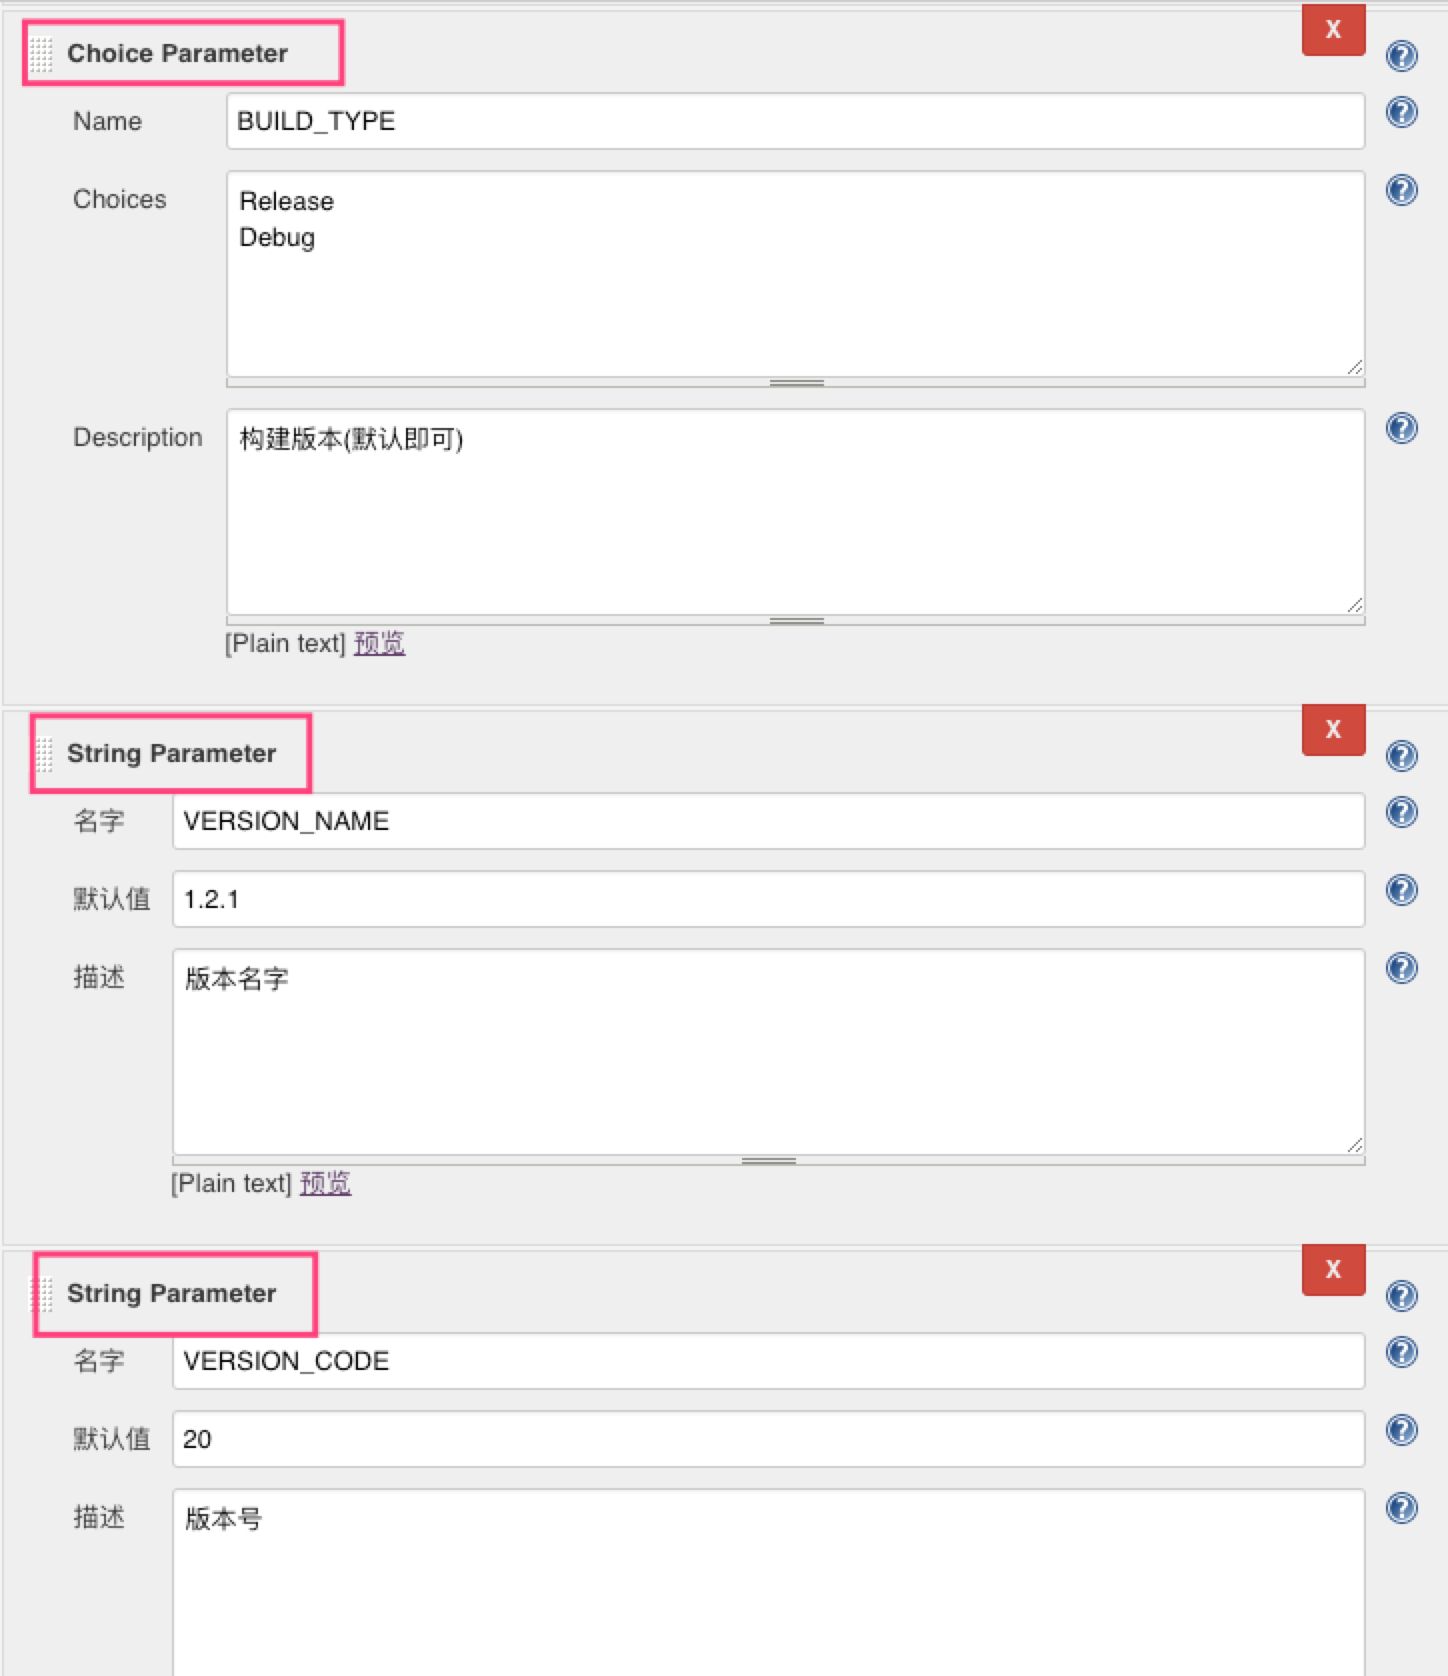 Choice Parameter
X
Name
BUILD_TYPE
Choices
Release
Debug
Description
构建版本(默认即可)
[Plain text] 预览
String Parameter
X
名字
VERSION_NAME
默认值
1.2.1
描述
版本名字
[Plain text] 预览
String Parameter
X
名字
VERSION_CODE
默认值
20
描述
版本号